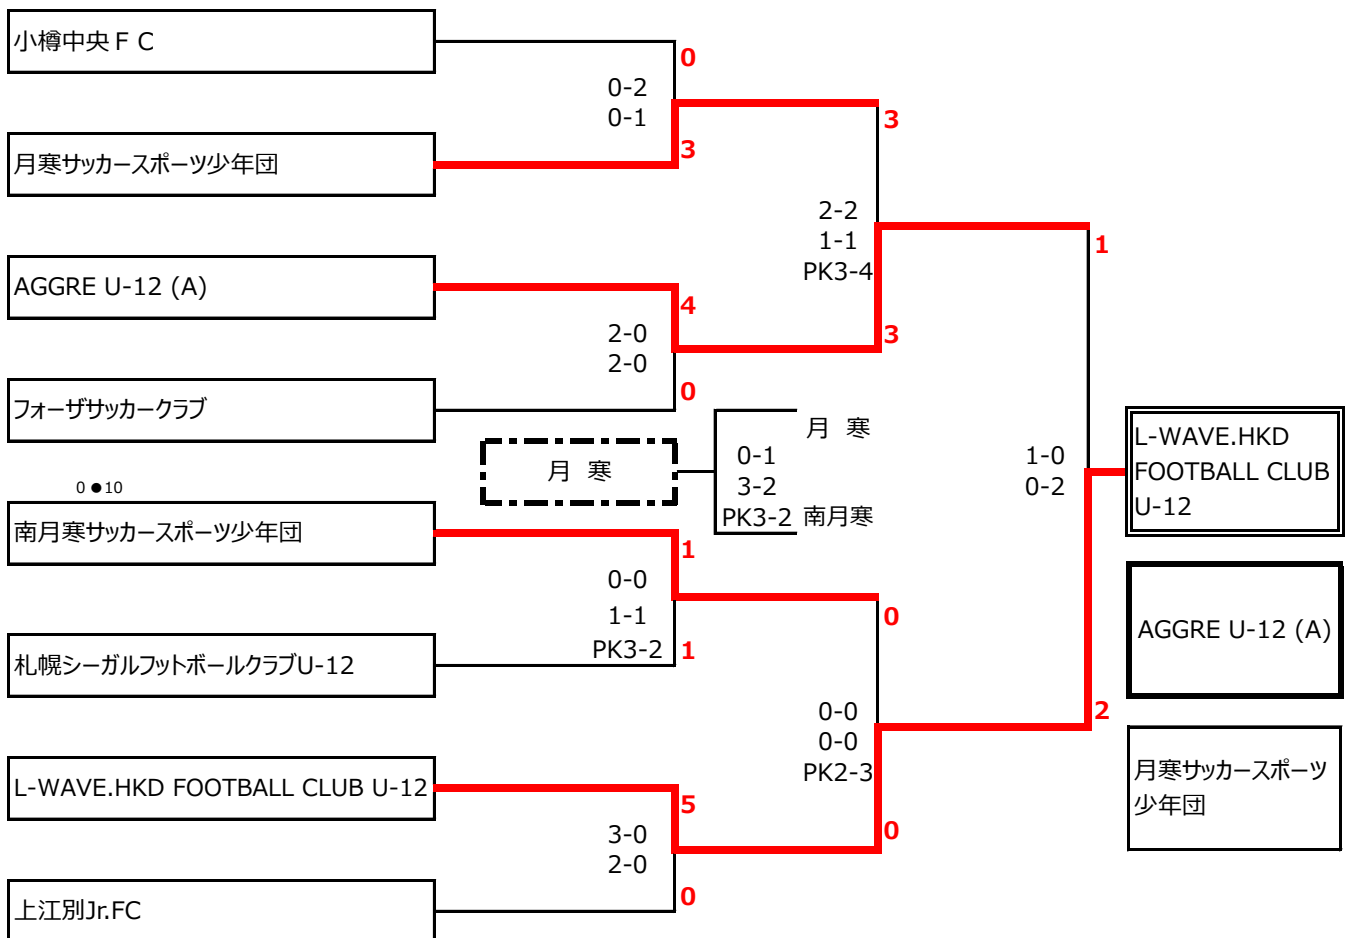 小樽中央ＦＣ
0
0-2
0-1
3
月寒サッカースポーツ少年団
3
2-2
1-1
PK3-4
1
AGGRE U-12 (A)
4
2-0
2-0
3
0
フォーザサッカークラブ
月 寒
月 寒
0-1
3-2
PK3-2 南月寒
1-0
0-2
L-WAVE.HKD
FOOTBALL CLUB
U-12
0 ●10
南月寒サッカースポーツ少年団
1
0-0
1-1
PK3-2
1
0
札幌シーガルフットボールクラブU-12
AGGRE U-12 (A)
2
0-0
0-0
PK2-3
L-WAVE.HKD FOOTBALL CLUB U-12
5
3-0
2-0
0
0
月寒サッカースポーツ
少年団
上江別Jr.FC